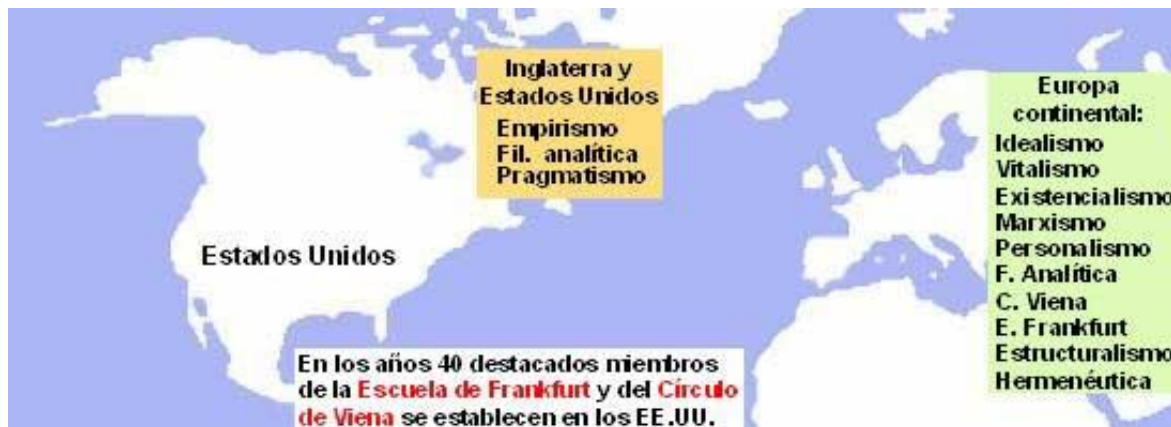 Inglaterra y
Estados Unidos
Empirismo
Fil. analítica
Pragmatismo
Estados Unidos
En los años 40 destacados miembros
de la Escuela de Frankfurt y del Círculo
de Viena se establecen en los EE.UU.
Europa
continental:
Idealismo
Vitalismo
Existencialismo
Marxismo
Personalismo
F. Analítica
C. Viena
E. Frankfurt
Estructuralismo
Hermenéutica